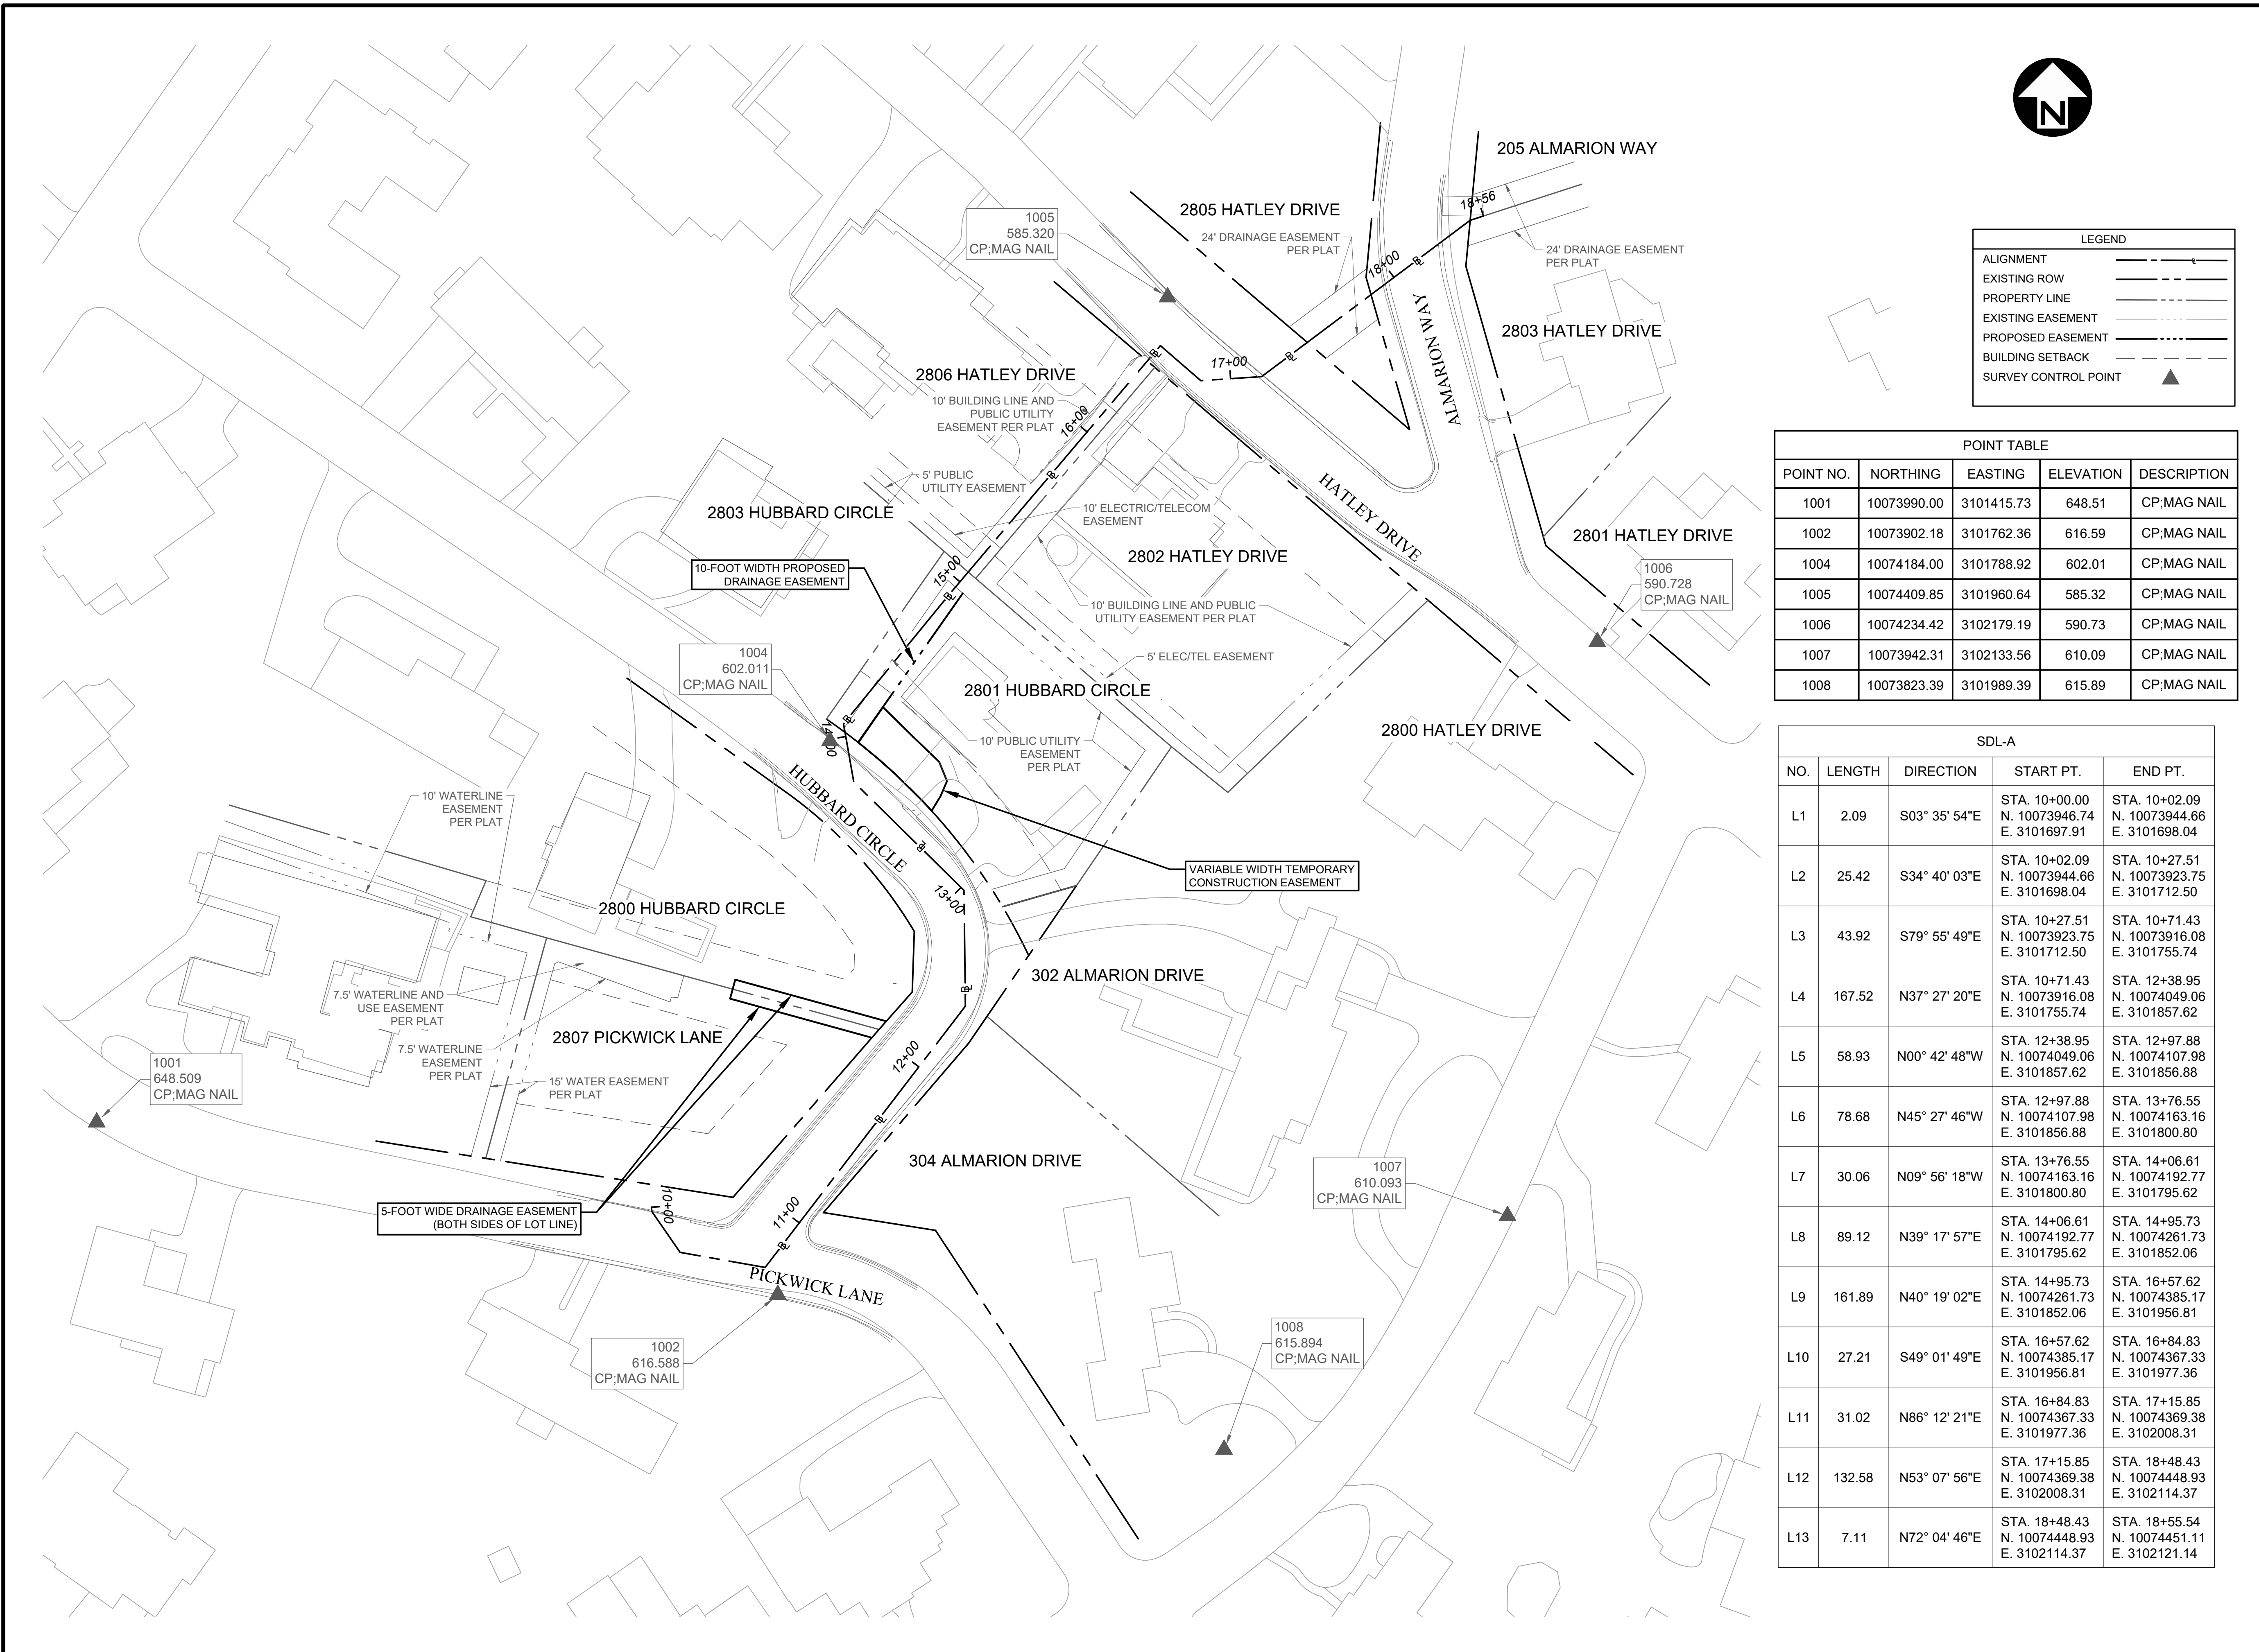 N
205 ALMARION WAY
18+56
2805 HATLEY DRIVE
24' DRAINAGE EASEMENT
PER PLAT
1005
585.320
CP;MAG NAIL
24' DRAINAGE EASEMENT
PER PLAT
18+00
ALMARION WAY
2803 HATLEY DRIVE
17+00
2806 HATLEY DRIVE
10' BUILDING LINE AND
PUBLIC UTILITY
EASEMENT PER PLAT
16+00
5' PUBLIC
UTILITY EASEMENT
HATLEY DRIVE
2803 HUBBARD CIRCLE
10' ELECTRIC/TELECOM
EASEMENT
2801 HATLEY DRIVE
2802 HATLEY DRIVE
10-FOOT WIDTH PROPOSED
DRAINAGE EASEMENT
15+00
1006
590.728
CP;MAG NAIL
10' BUILDING LINE AND PUBLIC
UTILITY EASEMENT PER PLAT
1004
602.011
CP;MAG NAIL
5' ELEC/TEL EASEMENT
2801 HUBBARD CIRCLE
14+00
10' PUBLIC UTILITY
EASEMENT
PER PLAT
2800 HATLEY DRIVE
HUBBARD CIRCLE
10' WATERLINE
EASEMENT
PER PLAT
VARIABLE WIDTH TEMPORARY
CONSTRUCTION EASEMENT
13+00
2800 HUBBARD CIRCLE
302 ALMARION DRIVE
7.5' WATERLINE AND
USE EASEMENT
PER PLAT
2807 PICKWICK LANE
7.5' WATERLINE
EASEMENT
PER PLAT
12+00
1001
648.509
CP;MAG NAIL
15' WATER EASEMENT
PER PLAT
304 ALMARION DRIVE
1007
610.093
CP;MAG NAIL
5-FOOT WIDE DRAINAGE EASEMENT
(BOTH SIDES OF LOT LINE)
10+00
11+00
PICKWICK LANE
1002
616.588
CP;MAG NAIL
1008
615.894
CP;MAG NAIL
LEGEND
ALIGNMENT
EXISTING ROW
PROPERTY LINE
EXISTING EASEMENT
PROPOSED EASEMENT
BUILDING SETBACK
SURVEY CONTROL POINT
POINT TABLE
POINT NO. NORTHING EASTING ELEVATION DESCRIPTION
1001 10073990.00 3101415.73 648.51 CP;MAG NAIL
1002 10073902.18 3101762.36 616.59 CP;MAG NAIL
1004 10074184.00 3101788.92 602.01 CP;MAG NAIL
1005 10074409.85 3101960.64 585.32 CP;MAG NAIL
1006 10074234.42 3102179.19 590.73 CP;MAG NAIL
1007 10073942.31 3102133.56 610.09 CP;MAG NAIL
1008 10073823.39 3101989.39 615.89 CP;MAG NAIL
SDL-A
NO. LENGTH DIRECTION START PT. END PT.
STA. 10+00.00 STA. 10+02.09
L1 2.09 S03° 35' 54"E N. 10073946.74 N. 10073944.66
E. 3101697.91 E. 3101698.04
STA. 10+02.09 STA. 10+27.51
L2 25.42 S34° 40' 03"E N. 10073944.66 N. 10073923.75
E. 3101698.04 E. 3101712.50
STA. 10+27.51 STA. 10+71.43
L3 43.92 S79° 55' 49"E N. 10073923.75 N. 10073916.08
E. 3101712.50 E. 3101755.74
STA. 10+71.43 STA. 12+38.95
L4 167.52 N37° 27' 20"E N. 10073916.08 N. 10074049.06
E. 3101755.74 E. 3101857.62
STA. 12+38.95 STA. 12+97.88
L5 58.93 N00° 42' 48"W N. 10074049.06 N. 10074107.98
E. 3101857.62 E. 3101856.88
STA. 12+97.88 STA. 13+76.55
L6 78.68 N45° 27' 46"W N. 10074107.98 N. 10074163.16
E. 3101856.88 E. 3101800.80
STA. 13+76.55 STA. 14+06.61
L7 30.06 N09° 56' 18"W N. 10074163.16 N. 10074192.77
E. 3101800.80 E. 3101795.62
STA. 14+06.61 STA. 14+95.73
L8 89.12 N39° 17' 57"E N. 10074192.77 N. 10074261.73
E. 3101795.62 E. 3101852.06
STA. 14+95.73 STA. 16+57.62
L9 161.89 N40° 19' 02"E N. 10074261.73 N. 10074385.17
E. 3101852.06 E. 3101956.81
STA. 16+57.62 STA. 16+84.83
L10 27.21 S49° 01' 49"E N. 10074385.17 N. 10074367.33
E. 3101956.81 E. 3101977.36
STA. 16+84.83 STA. 17+15.85
L11 31.02 N86° 12' 21"E N. 10074367.33 N. 10074369.38
E. 3101977.36 E. 3102008.31
STA. 17+15.85 STA. 18+48.43
L12 132.58 N53° 07' 56"E N. 10074369.38 N. 10074448.93
E. 3102008.31 E. 3102114.37
STA. 18+48.43 STA. 18+55.54
L13 7.11 N72° 04' 46"E N. 10074448.93 N. 10074451.11
E. 3102114.37 E. 3102121.14